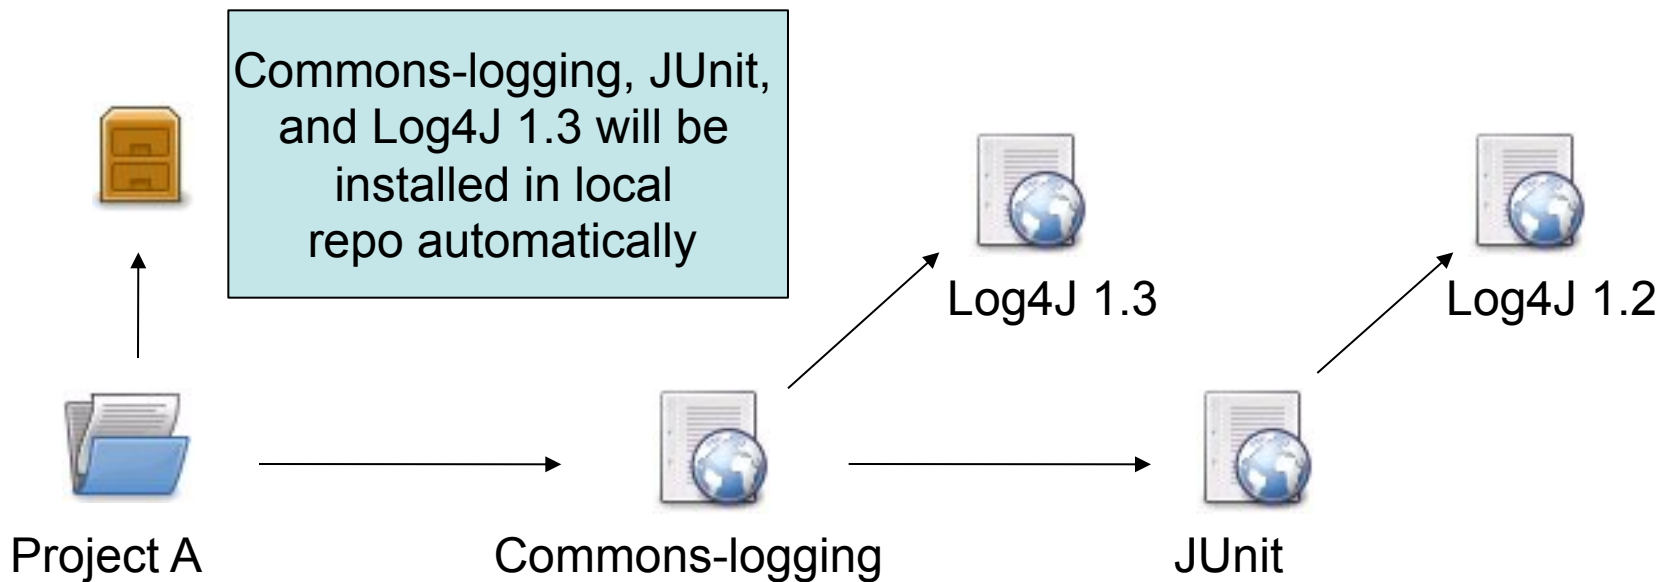 Commons-logging, JUnit,
and Log4J 1.3 will be
installed in local
repo automatically
Log4J 1.3
Log4J 1.2
Project A
Commons-logging
JUnit